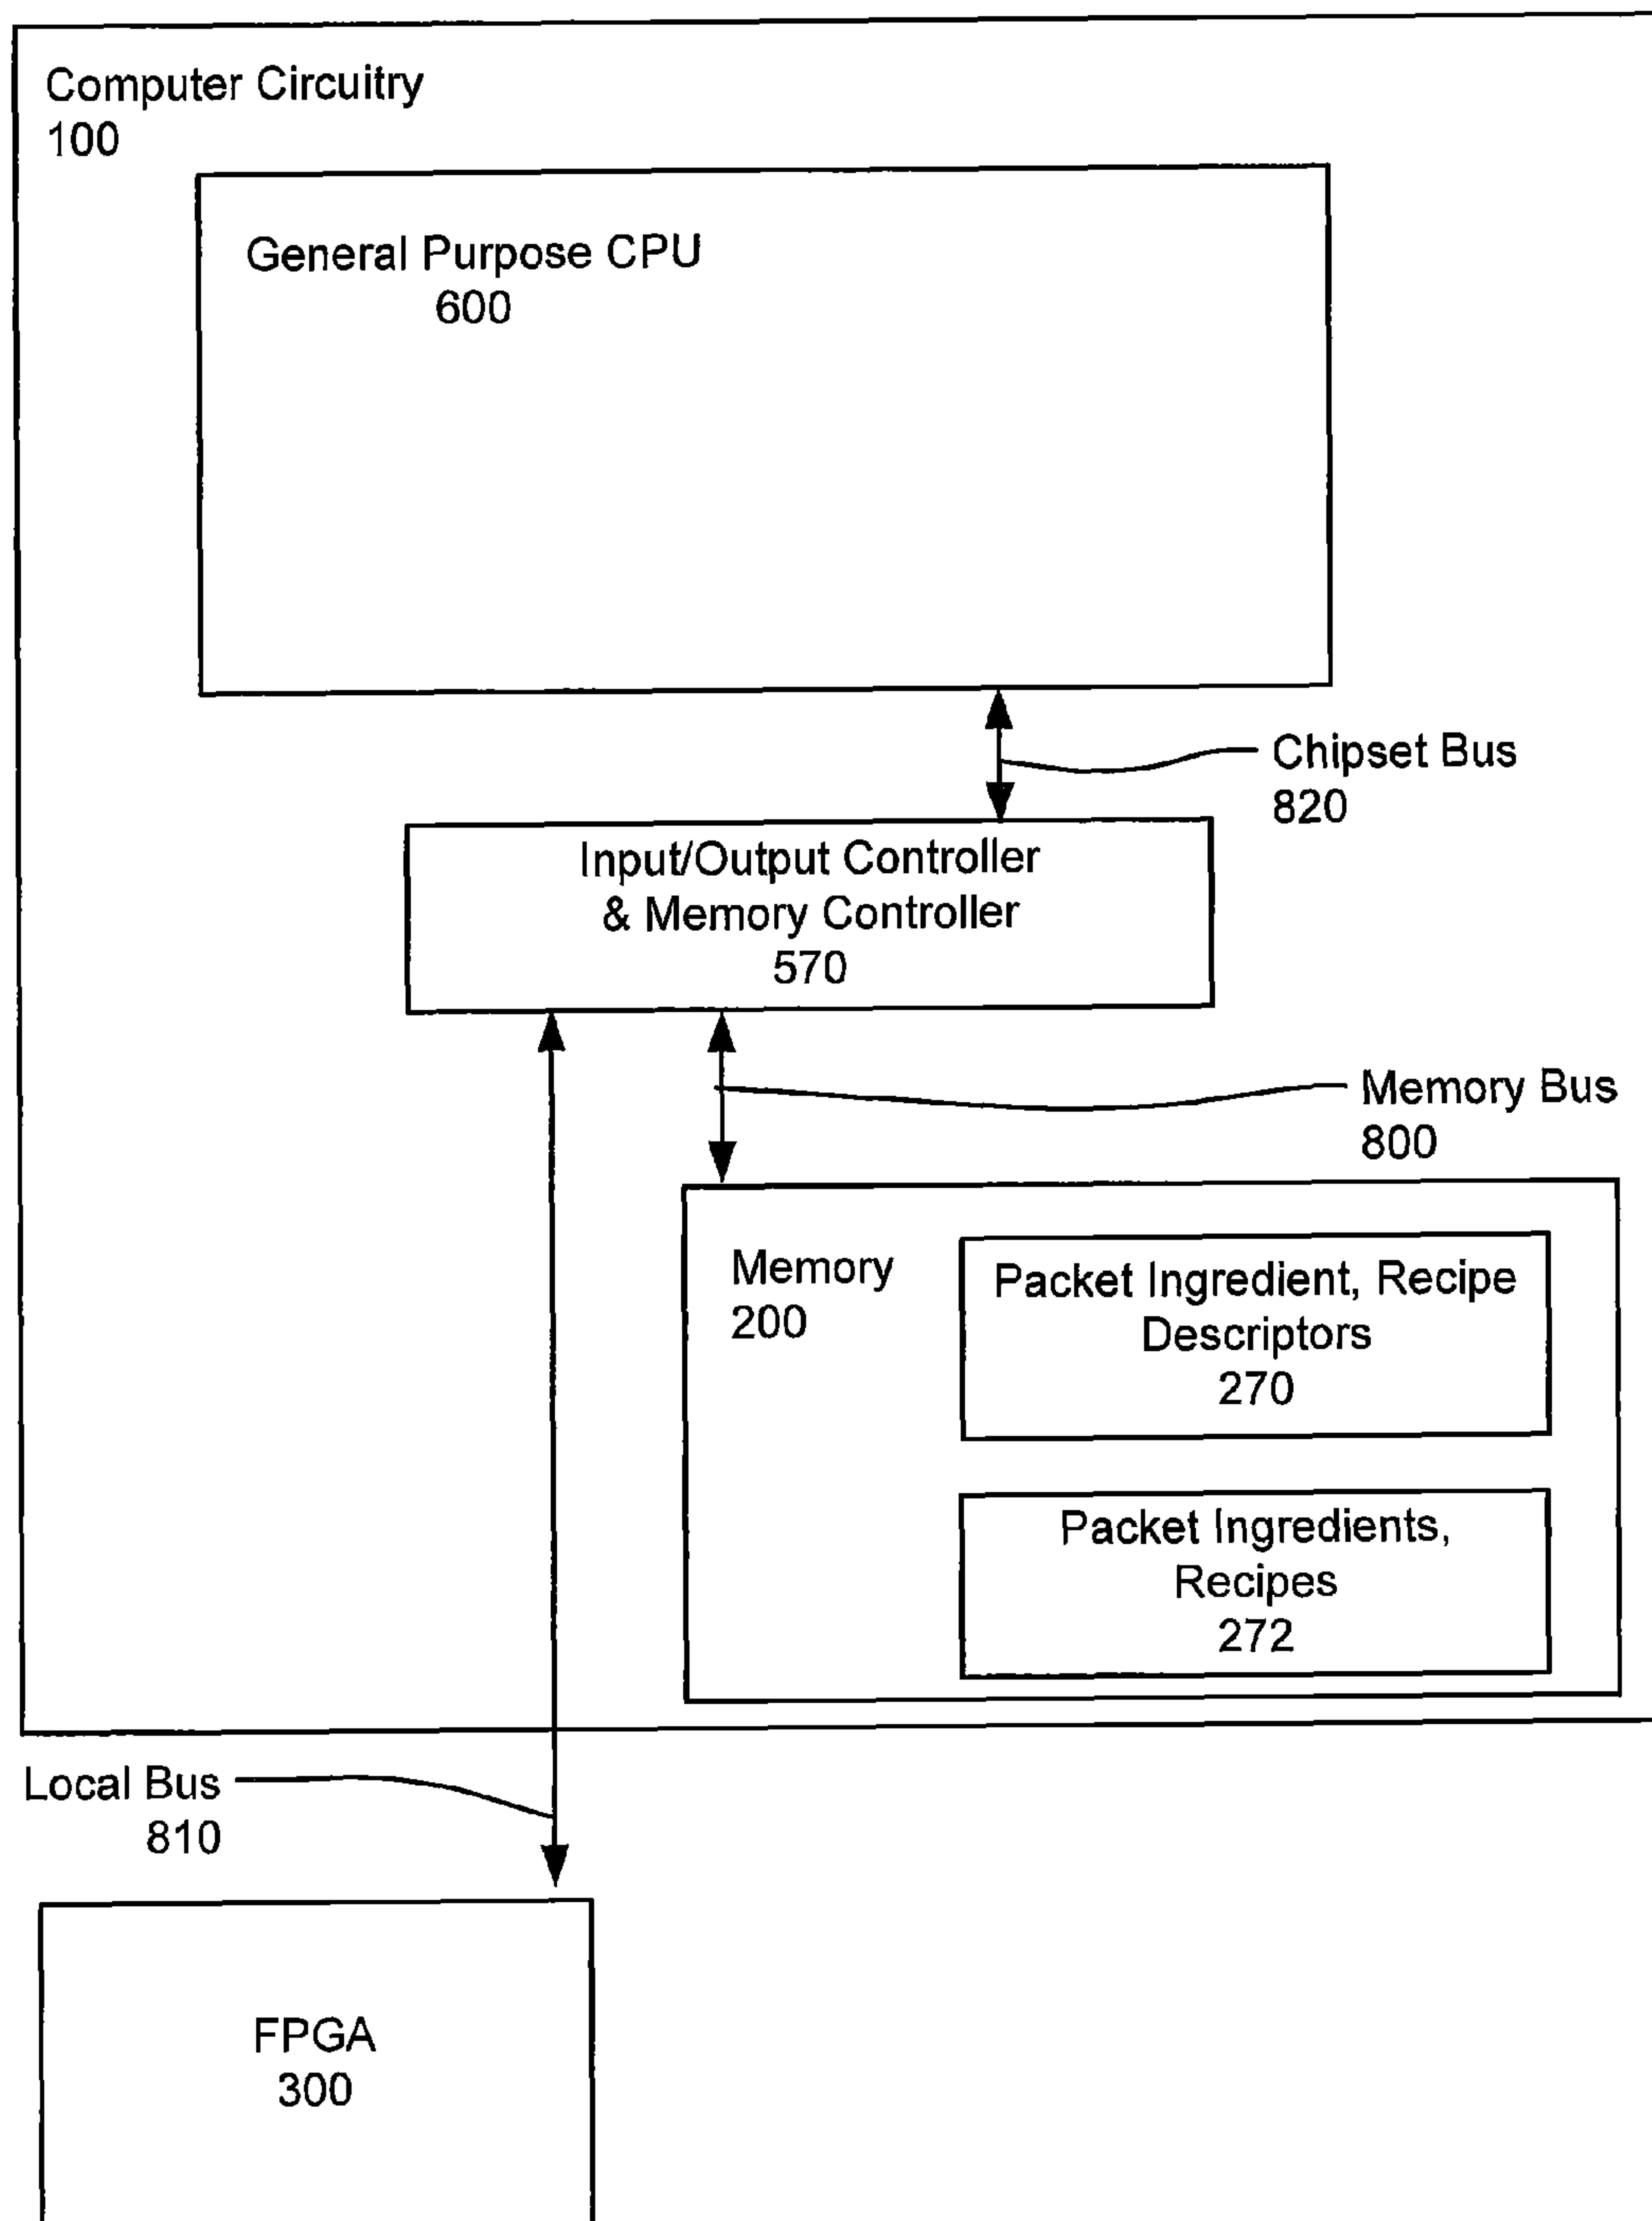 Computer Circuitry
100
General Purpose CPU
600
Chipset Bus
820
Input/Output Controller
& Memory Controller
570
Memory Bus
800
Memory
200
Packet Ingredient, Recipe
Descriptors
270
Packet Ingredients,
Recipes
272
Local Bus
810
FPGA
300